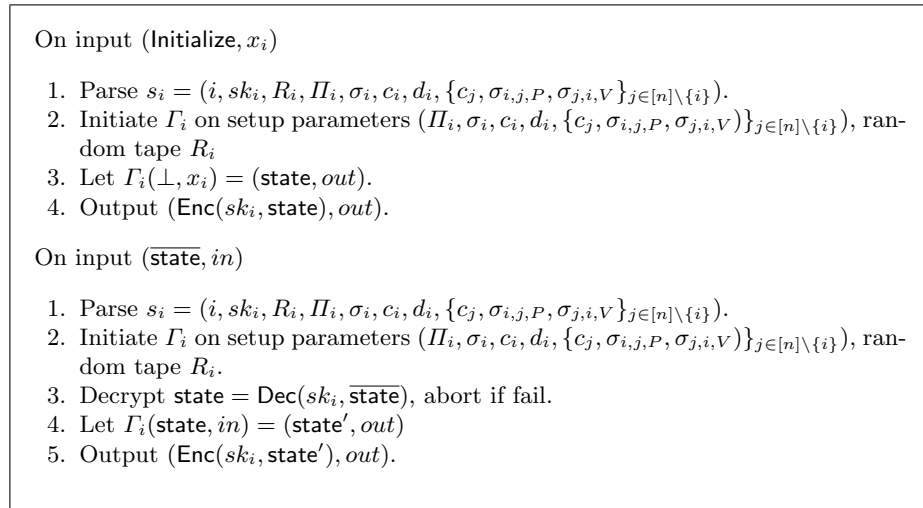 On input (Initialize, x_i)
1. Parse s_i = (i, sk_i, R_i, Π_i, σ_i, c_i, d_i, {c_j, σ_{i,j,P}, σ_{j,i,V}}_{j∈[n]\{i}}).
2. Initiate Γ_i on setup parameters (Π_i, σ_i, c_i, d_i, {c_j, σ_{i,j,P}, σ_{j,i,V})}_{j∈[n]\{i}}), ran-
dom tape R_i
3. Let Γ_i(⊥, x_i) = (state, out).
4. Output (Enc(sk_i, state), out).
On input (\overline{state}, in)
1. Parse s_i = (i, sk_i, R_i, Π_i, σ_i, c_i, d_i, {c_j, σ_{i,j,P}, σ_{j,i,V}}_{j∈[n]\{i}}).
2. Initiate Γ_i on setup parameters (Π_i, σ_i, c_i, d_i, {c_j, σ_{i,j,P}, σ_{j,i,V})}_{j∈[n]\{i}}), ran-
dom tape R_i.
3. Decrypt state = Dec(sk_i, \overline{state}), abort if fail.
4. Let Γ_i(state, in) = (state′, out)
5. Output (Enc(sk_i, state′), out).